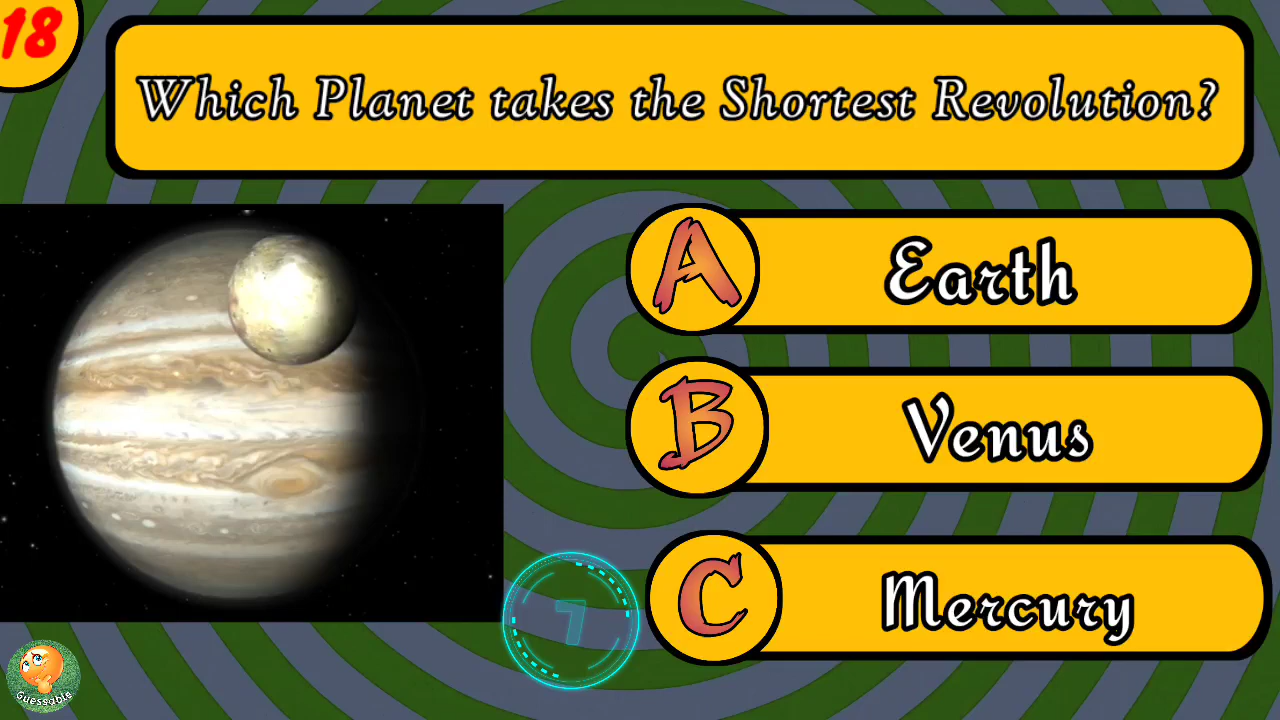 18
Which Planet takes the Shortest Revolution?
A Earth
B Venus
C Mercury
7
Guessable